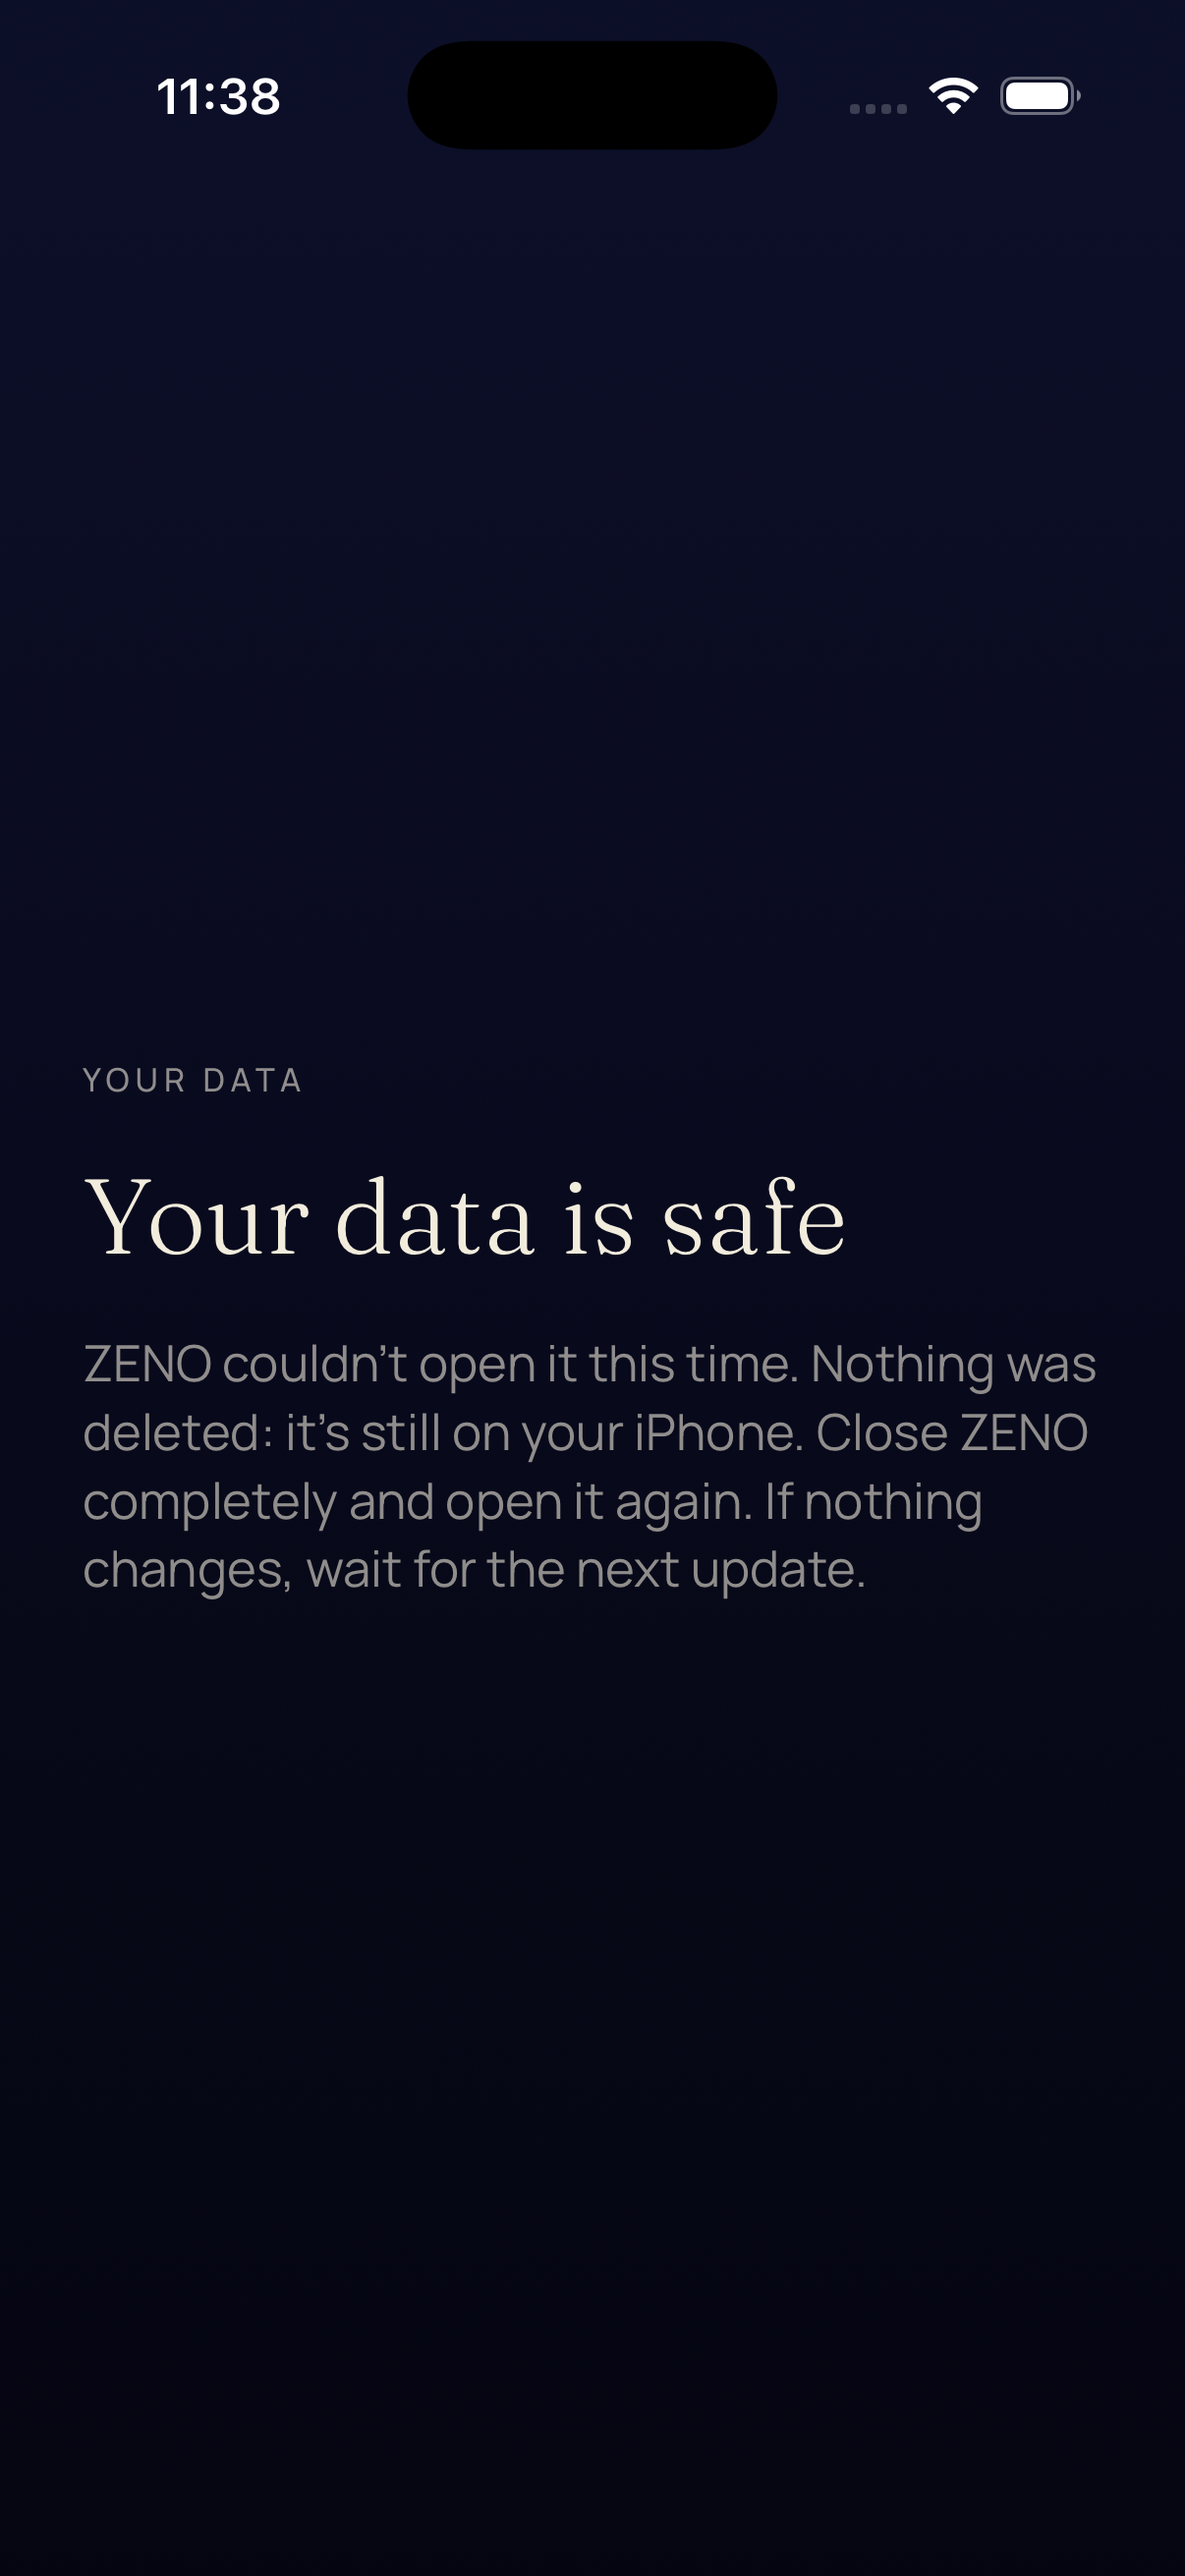 11:38
YOUR DATA
Your data is safe
ZENO couldn’t open it this time. Nothing was
deleted: it’s still on your iPhone. Close ZENO
completely and open it again. If nothing
changes, wait for the next update.